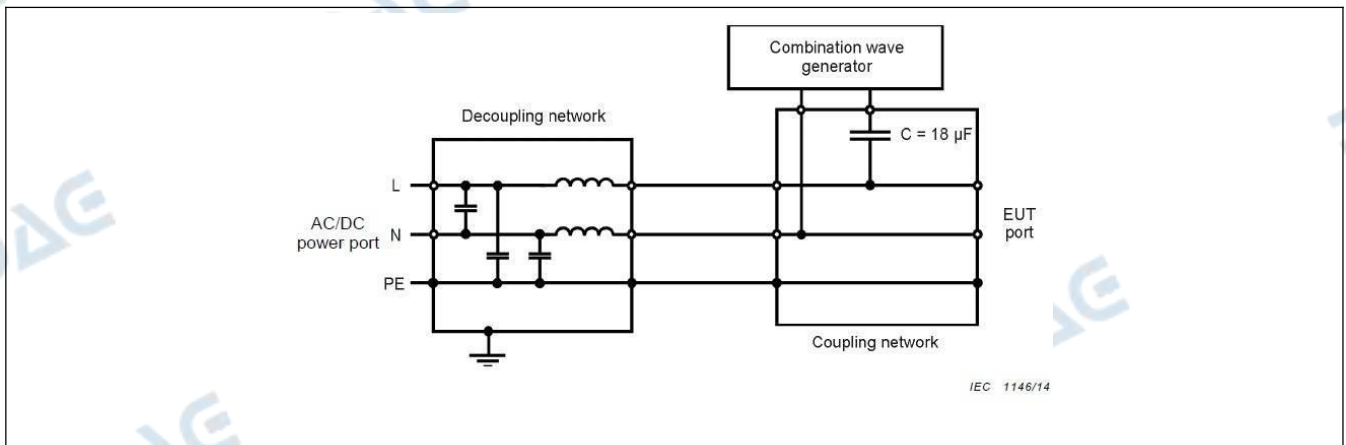 Combination wave
generator
Decoupling network
C = 18 µF
L
AC/DC
power port
N
EUT
port
PE
Coupling network
IEC 1146/14